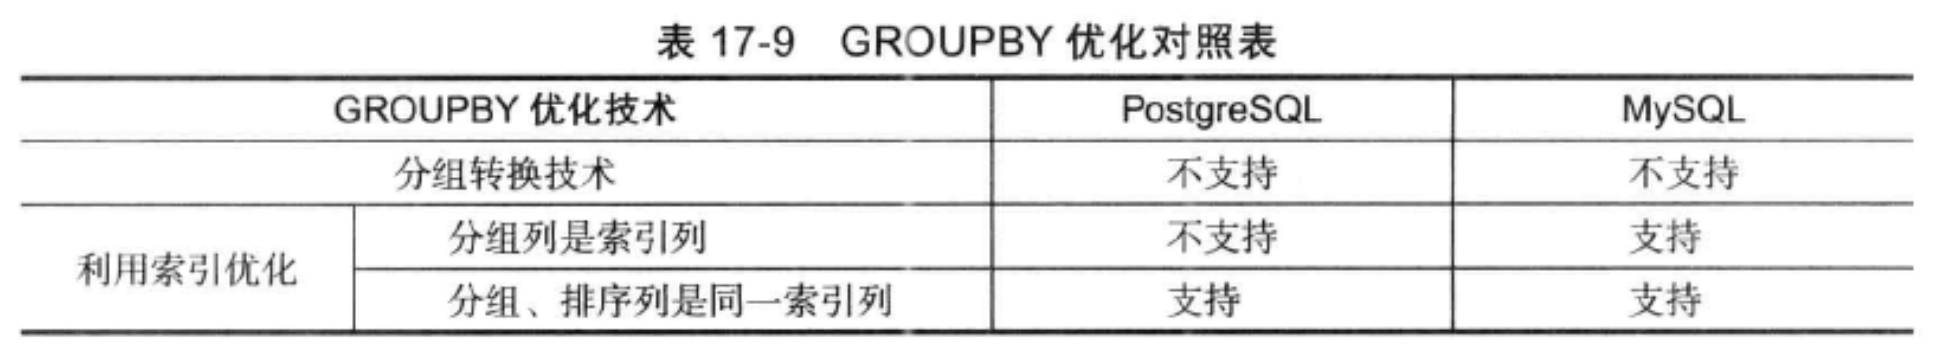 表 17-9 GROUPBY 优化对照表
GROUPBY 优化技术 PostgreSQL MySQL
分组转换技术 不支持 不支持
利用索引优化 分组列是索引列 不支持 支持
分组、排序列是同一索引列 支持 支持